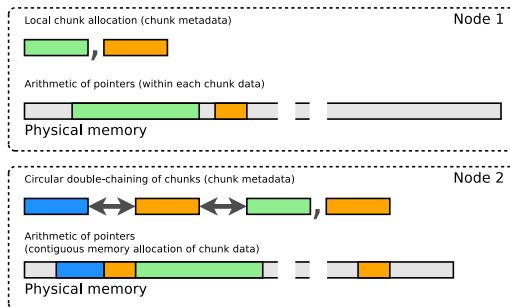 Node 1
Local chunk allocation (chunk metadata)
,
Arithmetic of pointers (within each chunk data)
Physical memory
Node 2
Circular double-chaining of chunks (chunk metadata)
,
Arithmetic of pointers
(contiguous memory allocation of chunk data)
Physical memory